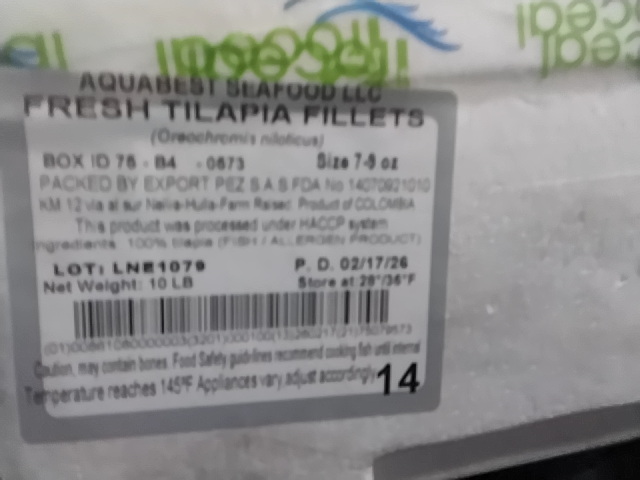 AQUABEST SEAFOOD LLC
FRESH TILAPIA FILLETS
(Oreochromis niloticus)
BOX ID 76 - B4 - 0673 Size 7-9 oz
PACKED BY EXPORT PEZ S.A.S FDA No 14070921010
KM 12 via al sur Neiva-Huila-Farm Raised. Product of COLOMBIA
This product was processed under HACCP system
Ingredients: 100% tilapia (FISH / ALLERGEN PRODUCT)
LOT: LNE1079 P. D. 02/17/26
Net Weight: 10 LB Store at 28°/36°F
Caution, may contain bones. Food Safety guidelines recommend cooking fish until internal
Temperature reaches 145°F Appliances vary, adjust accordingly
14